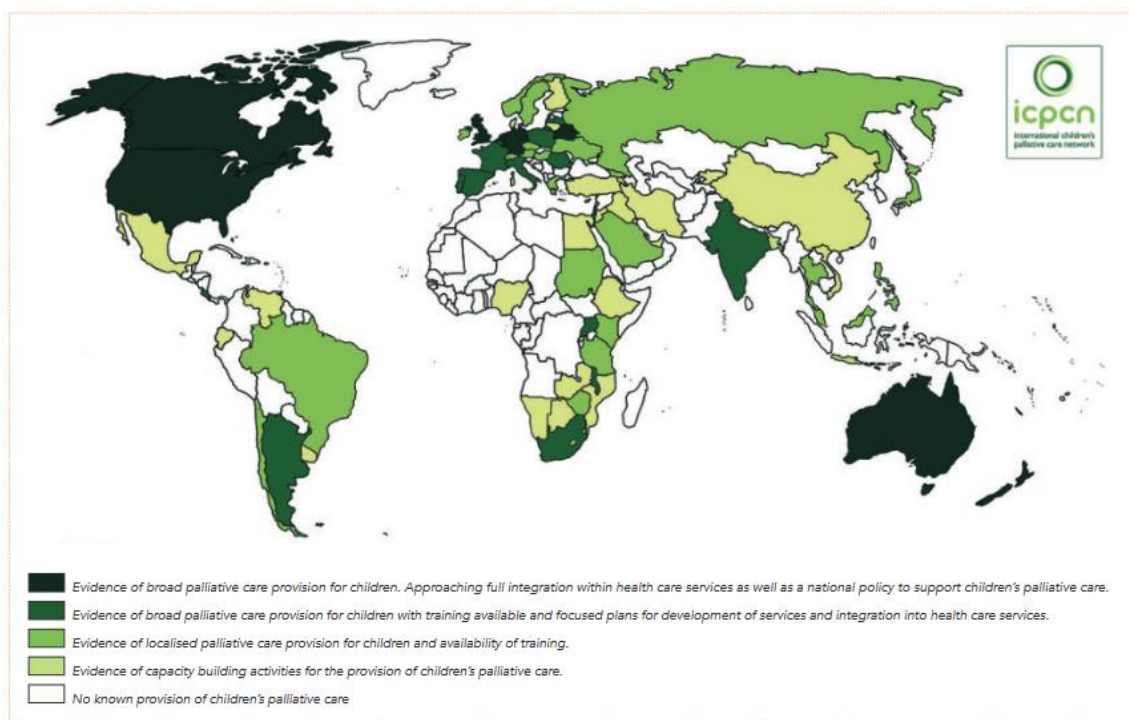 icpcn
international children's
palliative care network
Evidence of broad palliative care provision for children. Approaching full integration within health care services as well as a national policy to support children's palliative care.
Evidence of broad palliative care provision for children with training available and focused plans for development of services and integration into health care services.
Evidence of localised palliative care provision for children and availability of training.
Evidence of capacity building activities for the provision of children's palliative care.
No known provision of children's palliative care